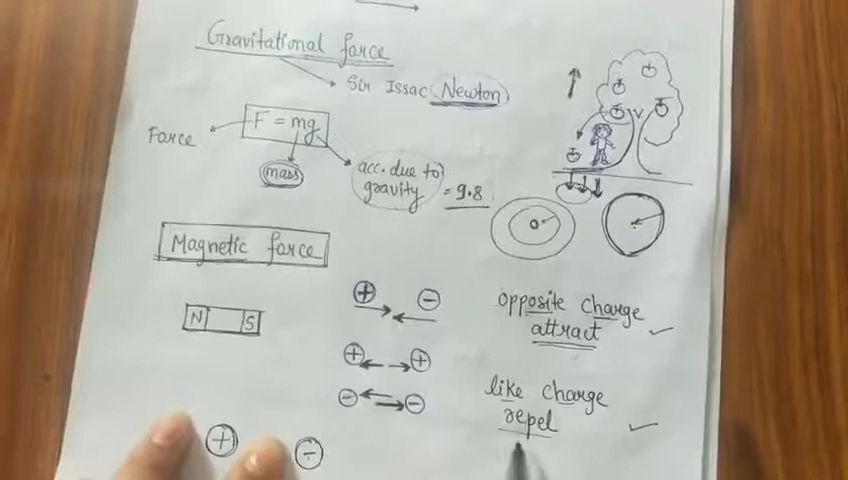 Gravitational force
Sir Issac Newton
Force
F = mg
mass
acc. due to
gravity = 9.8
Magnetic force
N S
+ -
opposite charge
attract
+ +
like charge
repel
- -
+ -